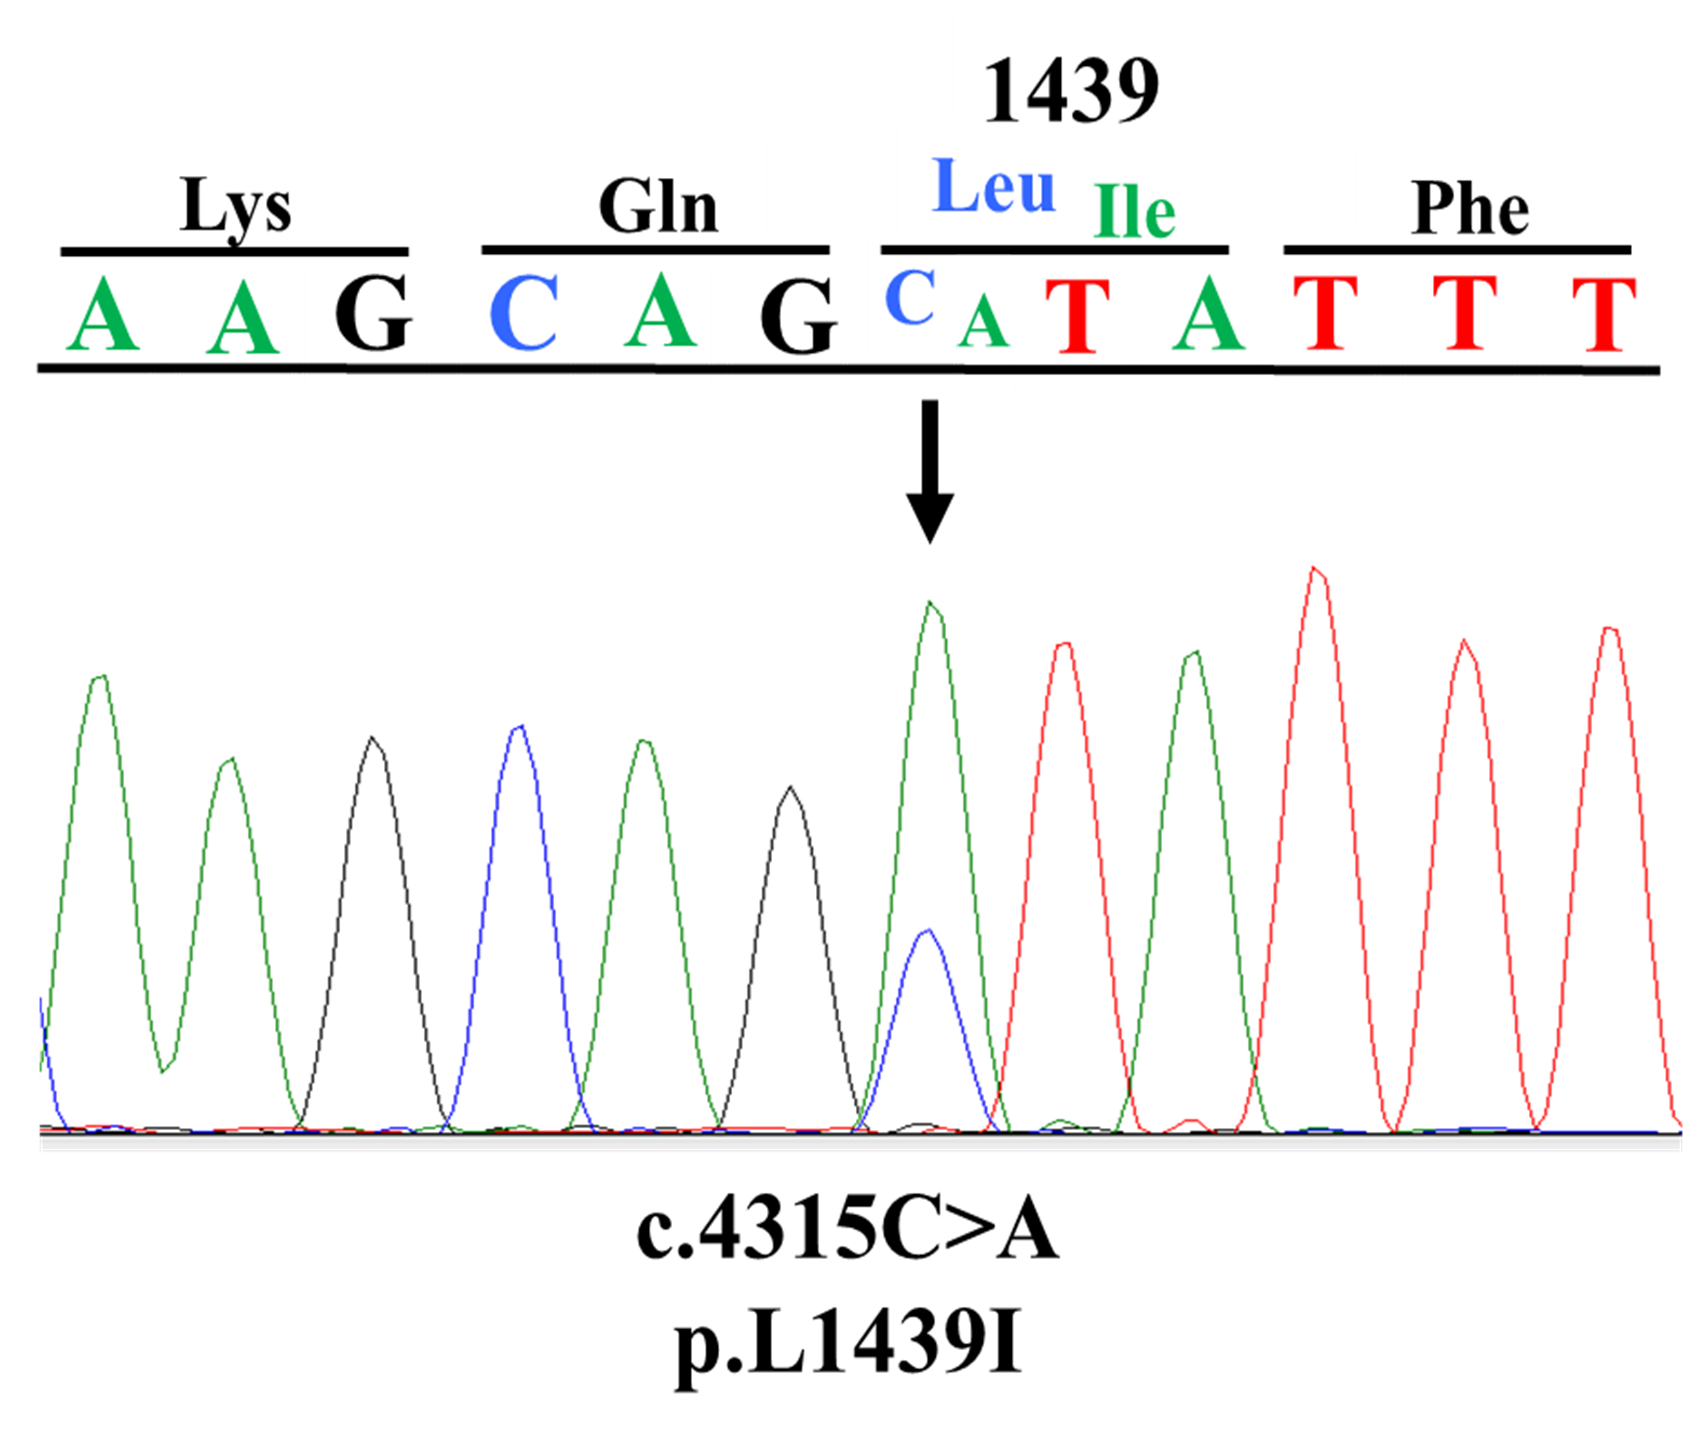 1439
Lys Gln Leu Ile Phe
A A G C A G C A T A T T T
c.4315C>A
p.L1439I